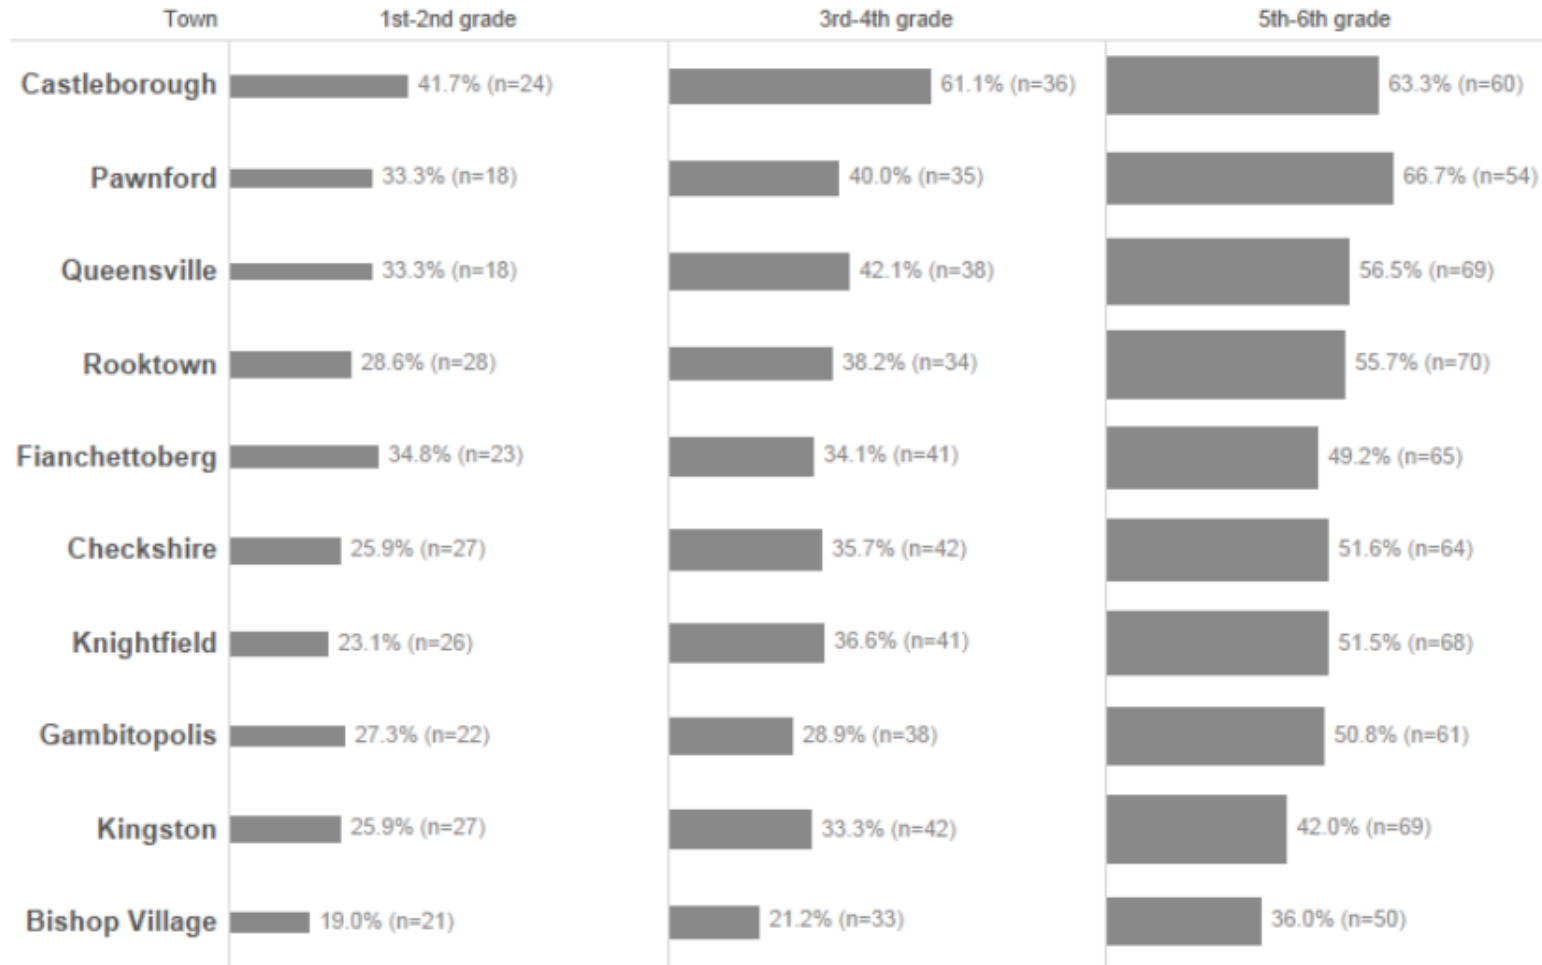 Town 1st-2nd grade 3rd-4th grade 5th-6th grade
Castleborough 41.7% (n=24) 61.1% (n=36) 63.3% (n=60)
Pawnford 33.3% (n=18) 40.0% (n=35) 66.7% (n=54)
Queensville 33.3% (n=18) 42.1% (n=38) 56.5% (n=69)
Rooktown 28.6% (n=28) 38.2% (n=34) 55.7% (n=70)
Fianchettoberg 34.8% (n=23) 34.1% (n=41) 49.2% (n=65)
Checkshire 25.9% (n=27) 35.7% (n=42) 51.6% (n=64)
Knightfield 23.1% (n=26) 36.6% (n=41) 51.5% (n=68)
Gambitopolis 27.3% (n=22) 28.9% (n=38) 50.8% (n=61)
Kingston 25.9% (n=27) 33.3% (n=42) 42.0% (n=69)
Bishop Village 19.0% (n=21) 21.2% (n=33) 36.0% (n=50)